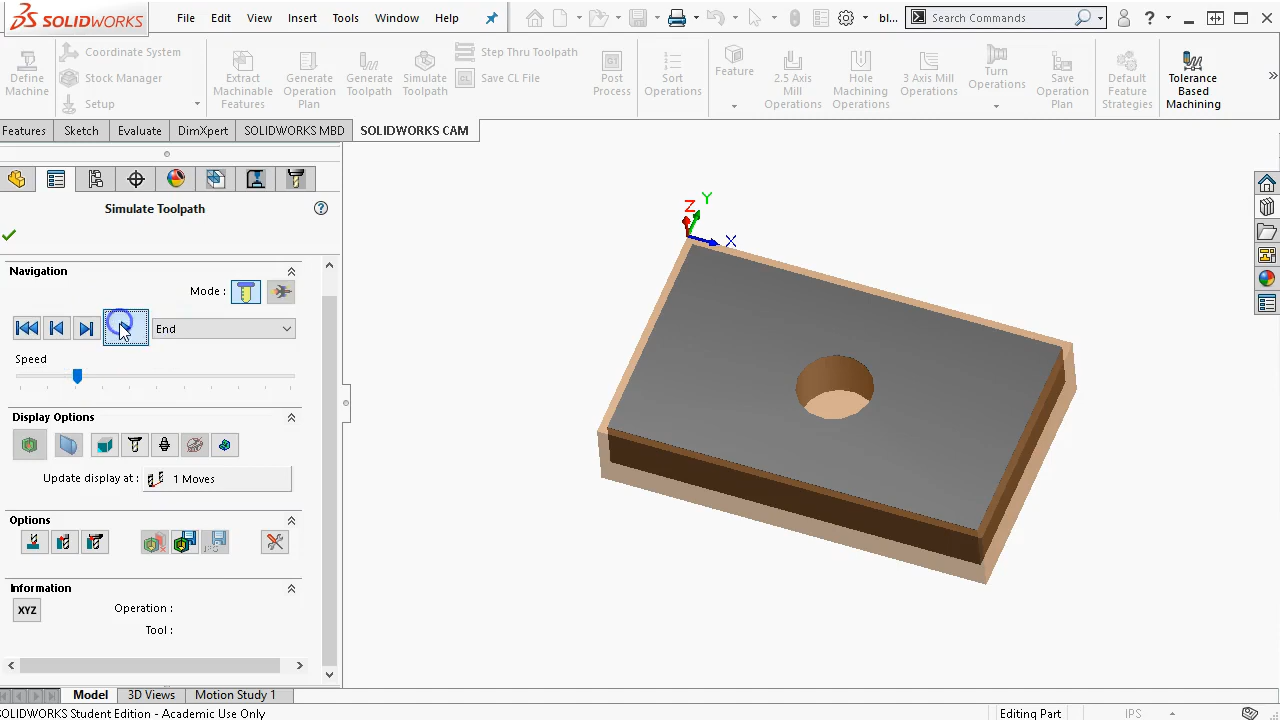 SOLIDWORKS
File Edit View Insert Tools Window Help
bl...
Search Commands
Define Machine
Coordinate System
Stock Manager
Setup
Extract Machinable Features
Generate Operation Plan
Generate Toolpath
Simulate Toolpath
Step Thru Toolpath
Save CL File
Post Process
Sort Operations
Feature
2.5 Axis Mill Operations
Hole Machining Operations
3 Axis Mill Operations
Turn Operations
Save Operation Plan
Default Feature Strategies
Tolerance Based Machining
Features Sketch Evaluate DimXpert SOLIDWORKS MBD SOLIDWORKS CAM
Simulate Toolpath
Navigation
Mode :
End
Speed
Display Options
Update display at : 1 Moves
Options
Information
XYZ
Operation :
Tool :
Z
Y
X
Model 3D Views Motion Study 1
SOLIDWORKS Student Edition - Academic Use Only
Editing Part
IPS